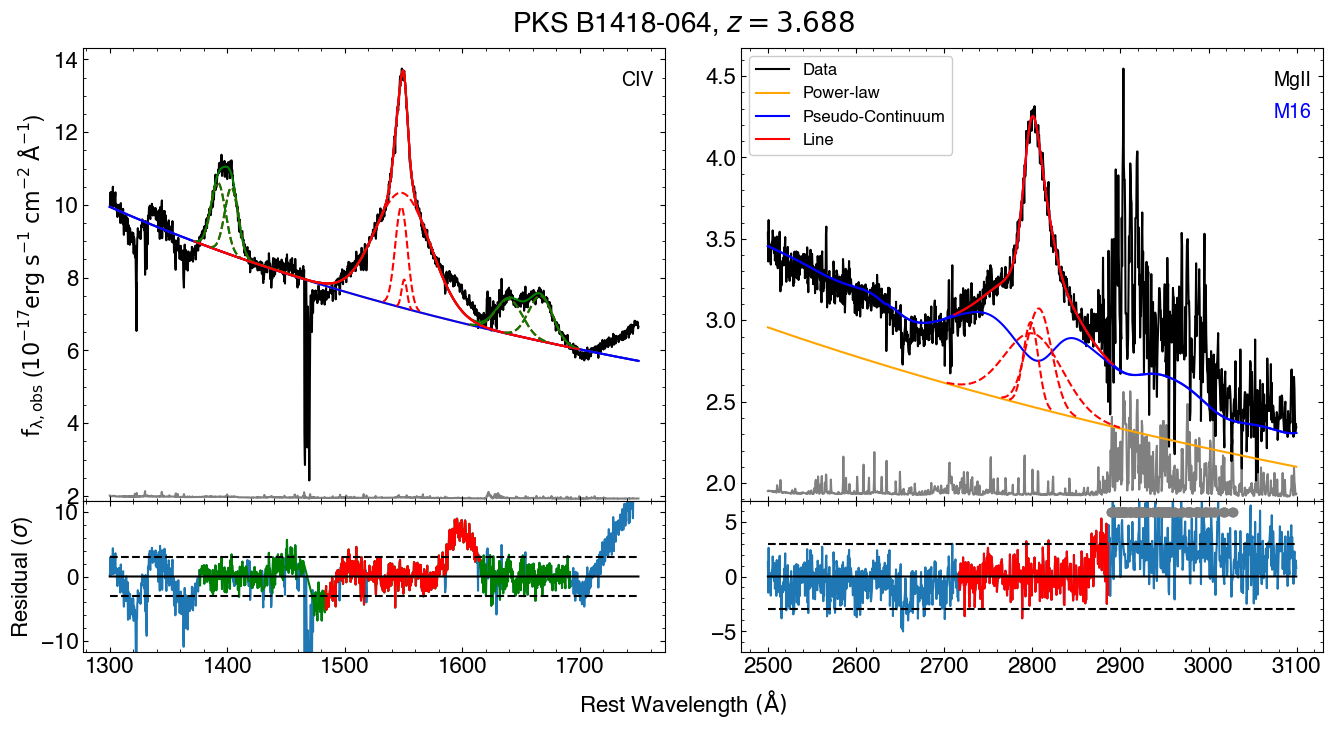 PKS B1418-064, z = 3.688
14
12
10
8
6
4
2
f_{λ,obs} (10^{−17}erg s^{−1} cm^{−2} Å^{−1})
CIV
4.5
4.0
3.5
3.0
2.5
2.0
Data
Power-law
Pseudo-Continuum
Line
MgII
M16
10
0
−10
Residual (σ)
5
0
−5
1300 1400 1500 1600 1700
2500 2600 2700 2800 2900 3000 3100
Rest Wavelength (Å)